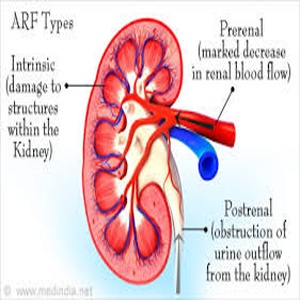 ARF Types
Intrinsic
(damage to
structures
within the
Kidney)
Prerenal
(marked decrease
in renal blood flow)
Postrenal
(obstruction of
urine outflow
from the kidney)
www.medindia.net